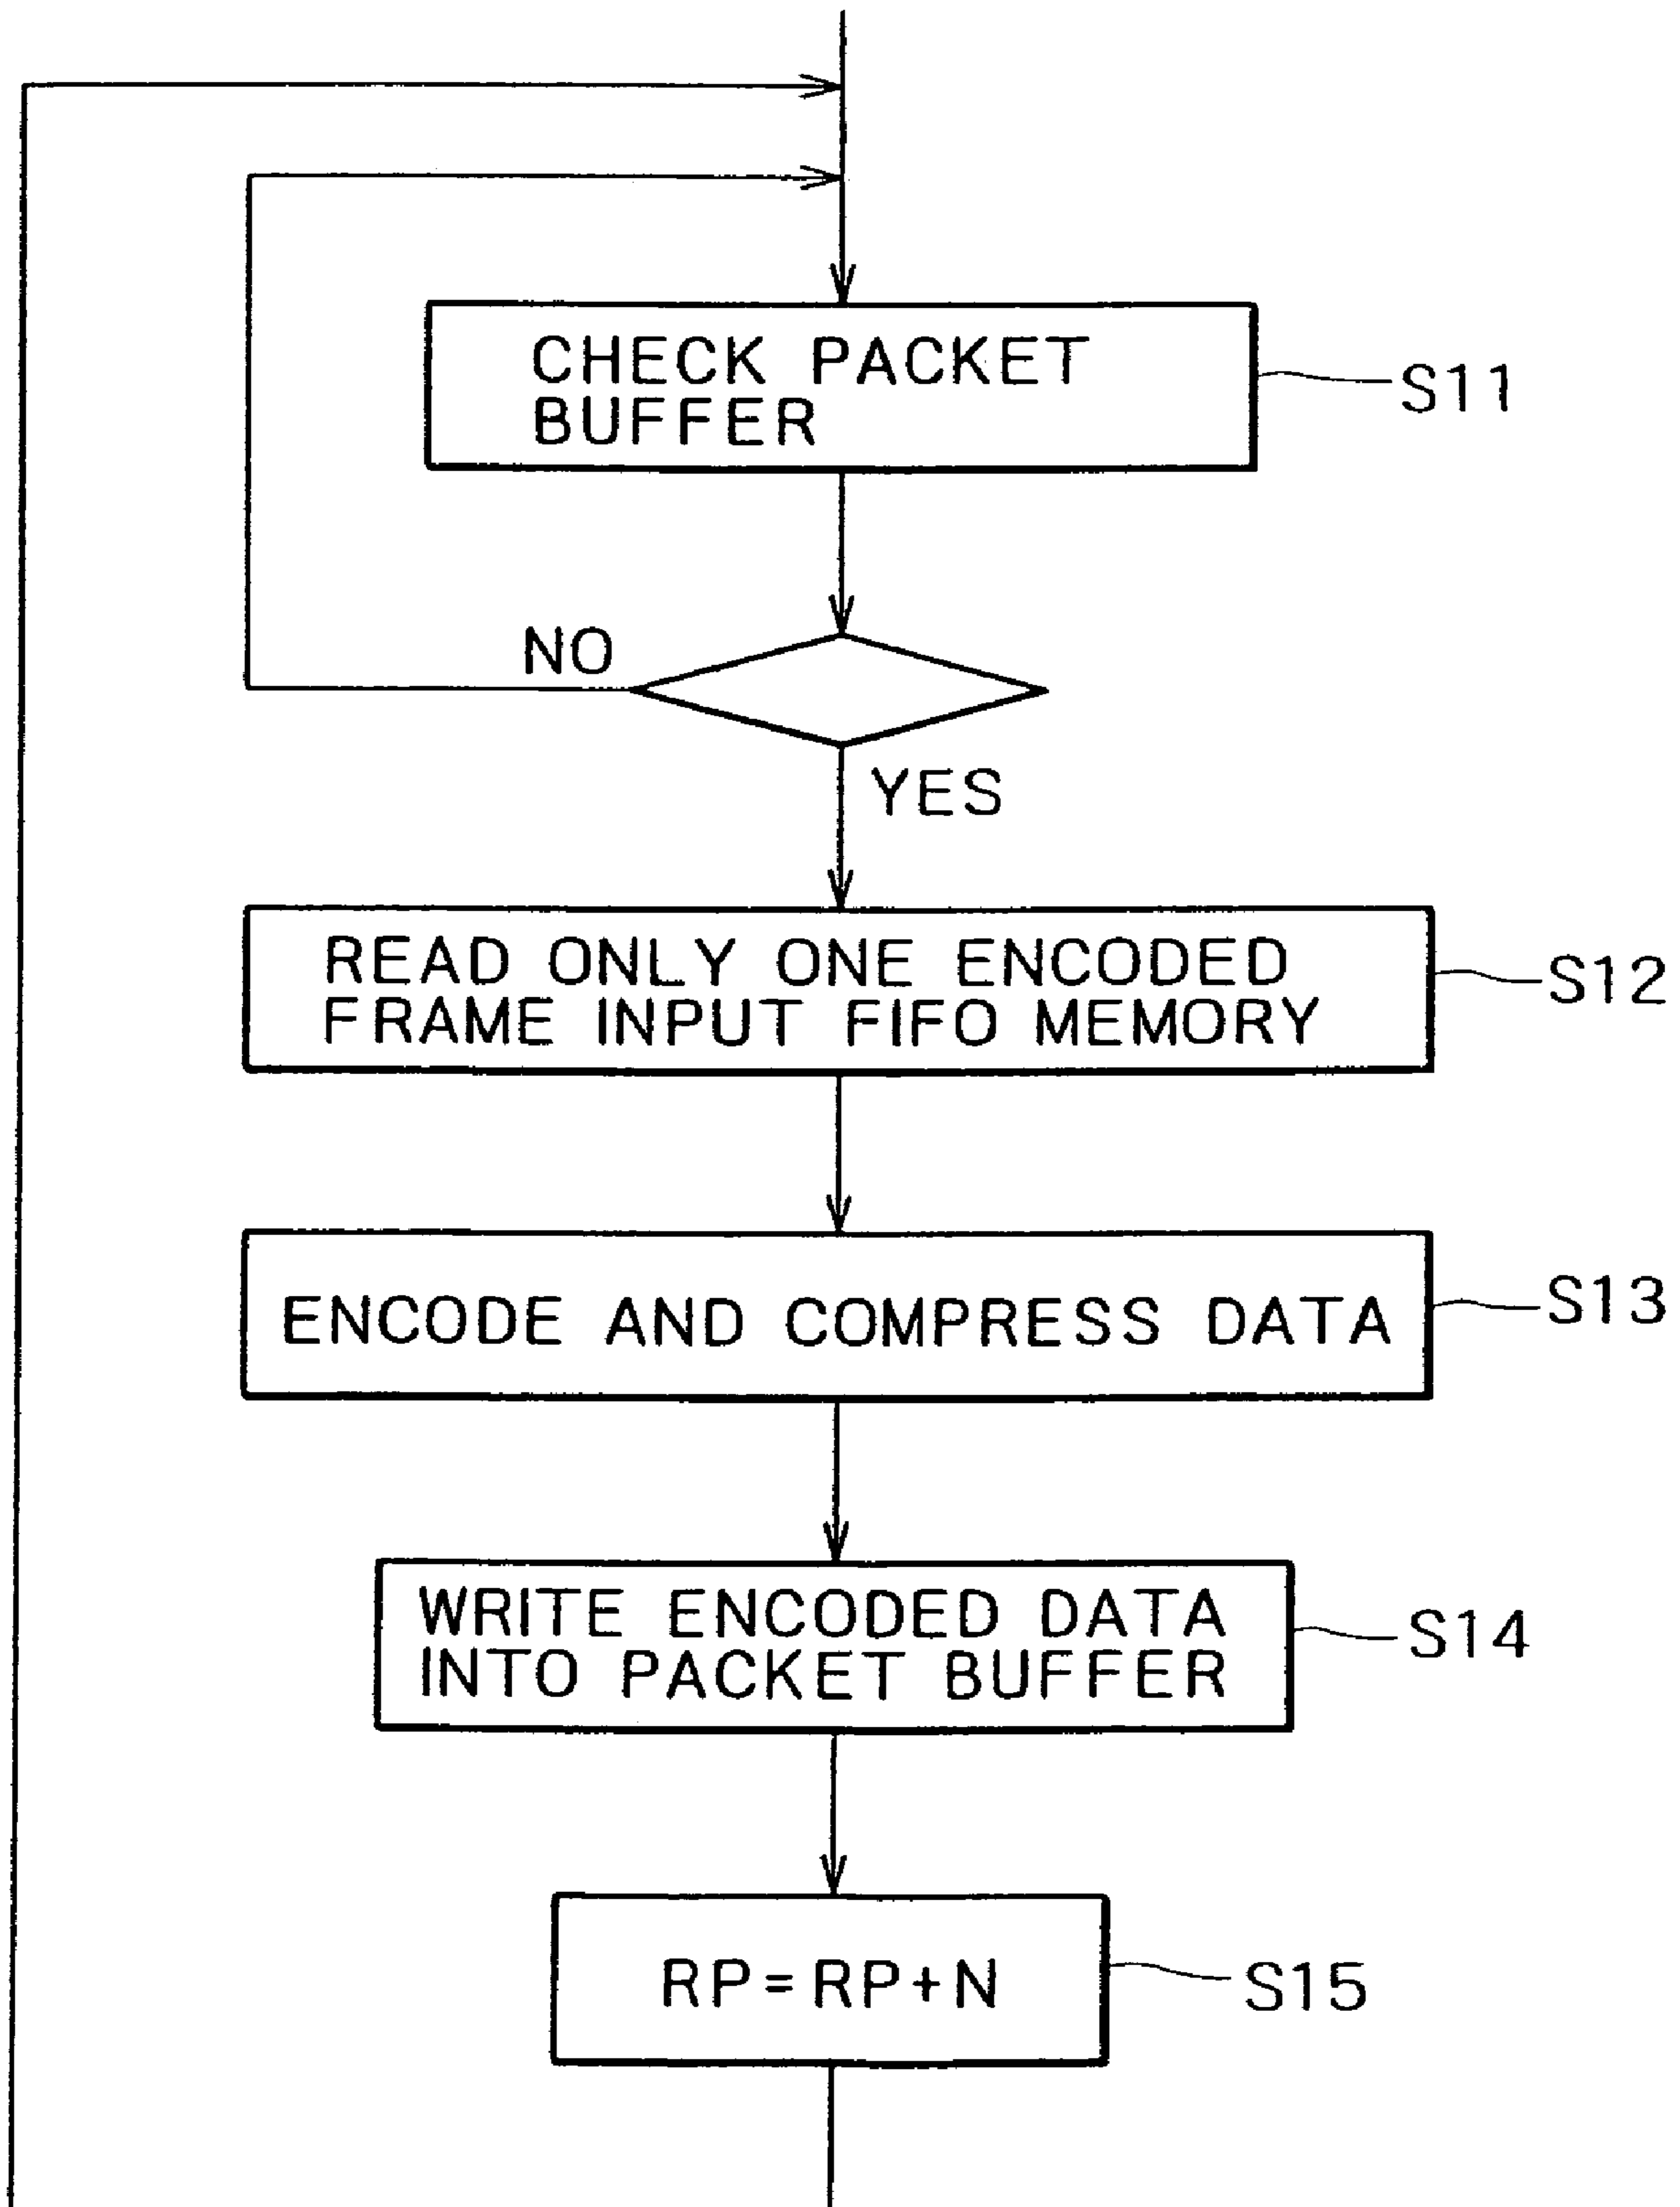 CHECK PACKET
BUFFER
S11
NO
YES
READ ONLY ONE ENCODED
FRAME INPUT FIFO MEMORY
S12
ENCODE AND COMPRESS DATA
S13
WRITE ENCODED DATA
INTO PACKET BUFFER
S14
RP=RP+N
S15